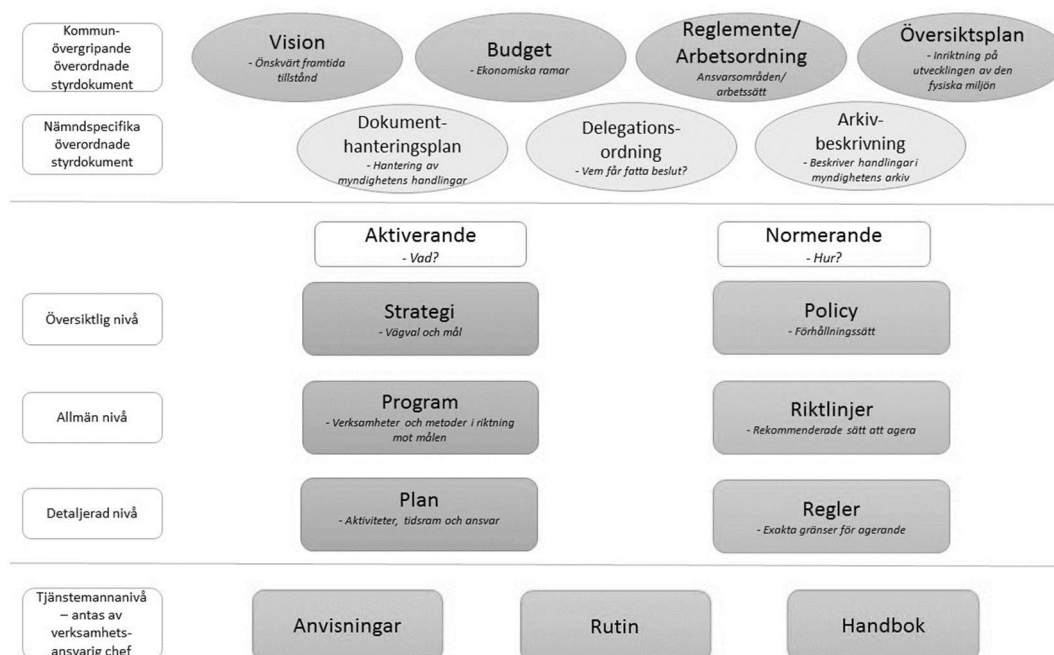 Kommun-
övergripande
överordnade
styrdokument
Vision
- Önskvärt framtida
tillstånd
Budget
- Ekonomiska ramar
Reglemente/
Arbetsordning
Ansvarsområden/
arbetssätt
Översiktsplan
- Inriktning på
utvecklingen av den
fysiska miljön
Nämndspecifika
överordnade
styrdokument
Dokument-
hanteringsplan
- Hantering av
myndighetens handlingar
Delegations-
ordning
- Vem får fatta beslut?
Arkiv-
beskrivning
- Beskriver handlingar i
myndighetens arkiv
Aktiverande
- Vad?
Normerande
- Hur?
Översiktlig nivå
Strategi
- Vägval och mål
Policy
- Förhållningssätt
Allmän nivå
Program
- Verksamheter och metoder i riktning
mot målen
Riktlinjer
- Rekommenderade sätt att agera
Detaljerad nivå
Plan
- Aktiviteter, tidsram och ansvar
Regler
- Exakta gränser för agerande
Tjänstemannanivå
– antas av
verksamhets-
ansvarig chef
Anvisningar
Rutin
Handbok